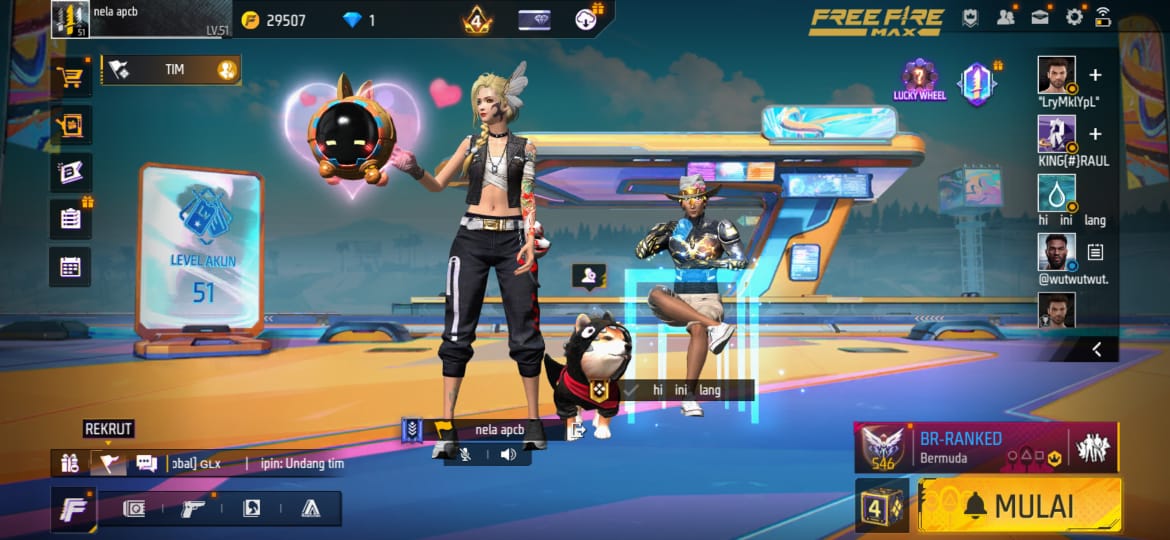 nela apcb
LV.51
51
29507
1
4
FREE FIRE
MAX
TIM
LUCKY WHEEL
"LryMklYpL"
KING{#}RAUL
hi ini lang
@wutwutwut.
LEVEL AKUN
51
hi ini lang
nela apcb
REKRUT
obal] GLX
ipin: Undang tim
BR-RANKED
Bermuda
546
4
MULAI